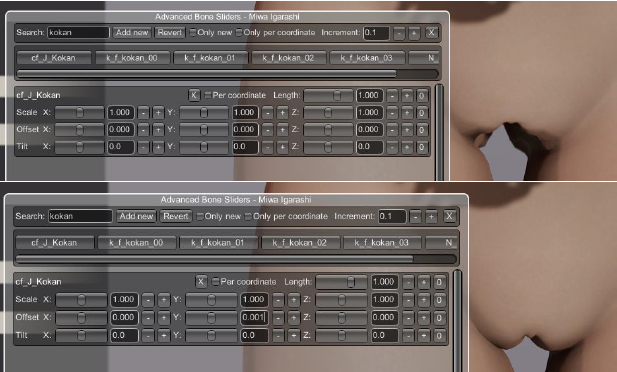 Advanced Bone Sliders - Miwa Igarashi
Search: kokan Add new Revert Only new Only per coordinate Increment: 0.1 - + X
cf_J_Kokan k_f_kokan_00 k_f_kokan_01 k_f_kokan_02 k_f_kokan_03 N
cf_J_Kokan X Per coordinate Length: 1.000 - + 0
Scale X: 1.000 - + Y: 1.000 - + Z: 1.000 - + 0
Offset X: 0.000 - + Y: 0.000 - + Z: 0.000 - + 0
Tilt X: 0.0 - + Y: 0.0 - + Z: 0.0 - + 0
Advanced Bone Sliders - Miwa Igarashi
Search: kokan Add new Revert Only new Only per coordinate Increment: 0.1 - + X
cf_J_Kokan k_f_kokan_00 k_f_kokan_01 k_f_kokan_02 k_f_kokan_03 N
cf_J_Kokan X Per coordinate Length: 1.000 - + 0
Scale X: 1.000 - + Y: 1.000 - + Z: 1.000 - + 0
Offset X: 0.000 - + Y: 0.001 - + Z: 0.000 - + 0
Tilt X: 0.0 - + Y: 0.0 - + Z: 0.0 - + 0